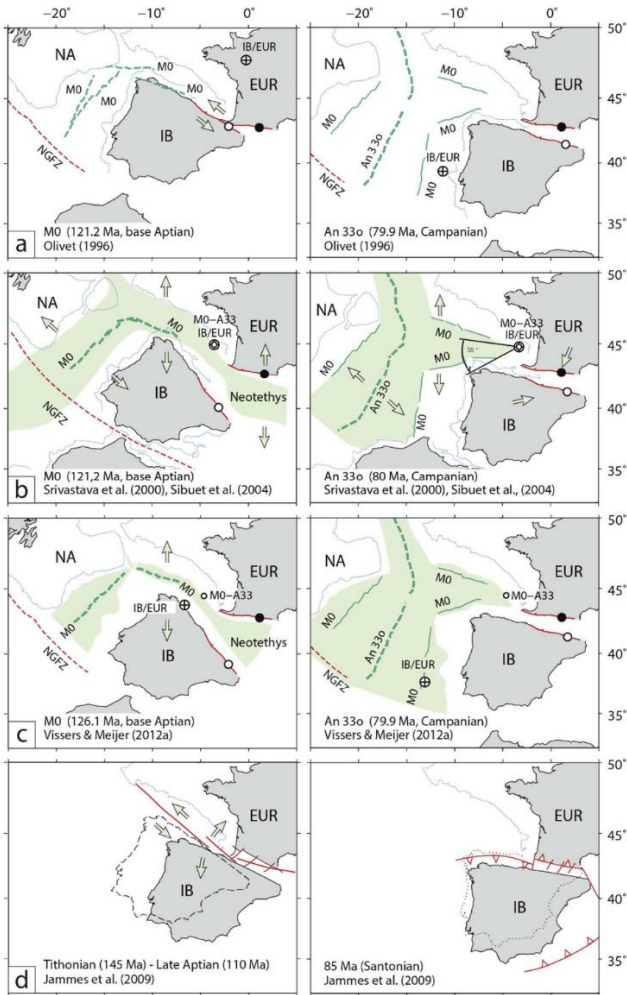 −20° −10° 0° −20° −10° 0°
50°
NA
IB/EUR
EUR
M0
M0
M0
45°
IB
40°
NGFZ
35°
a
M0 (121.2 Ma, base Aptian)
Olivet (1996)
NA
EUR
M0
M0
An 33o
IB/EUR
M0
IB
NGFZ
An 33o (79.9 Ma, Campanian)
Olivet (1996)
50°
NA
M0−A33
IB/EUR
EUR
M0
45°
M0
IB
Neotethys
40°
NGFZ
35°
b
M0 (121,2 Ma, base Aptian)
Srivastava et al. (2000), Sibuet et al. (2004)
NA
M0−A33
IB/EUR
EUR
M0
M0
35°
An 33o
M0
IB
NGFZ
An 33o (80 Ma, Campanian)
Srivastava et al. (2000), Sibuet et al., (2004)
50°
NA
EUR
M0
M0−A33
45°
IB/EUR
M0
IB
Neotethys
40°
NGFZ
35°
c
M0 (126.1 Ma, base Aptian)
Vissers & Meijer (2012a)
NA
EUR
M0
M0−A33
M0
An 33o
IB/EUR
M0
IB
NGFZ
An 33o (79.9 Ma, Campanian)
Vissers & Meijer (2012a)
50°
EUR
45°
IB
40°
35°
d
Tithonian (145 Ma) - Late Aptian (110 Ma)
Jammes et al. (2009)
EUR
IB
85 Ma (Santonian)
Jammes et al. (2009)